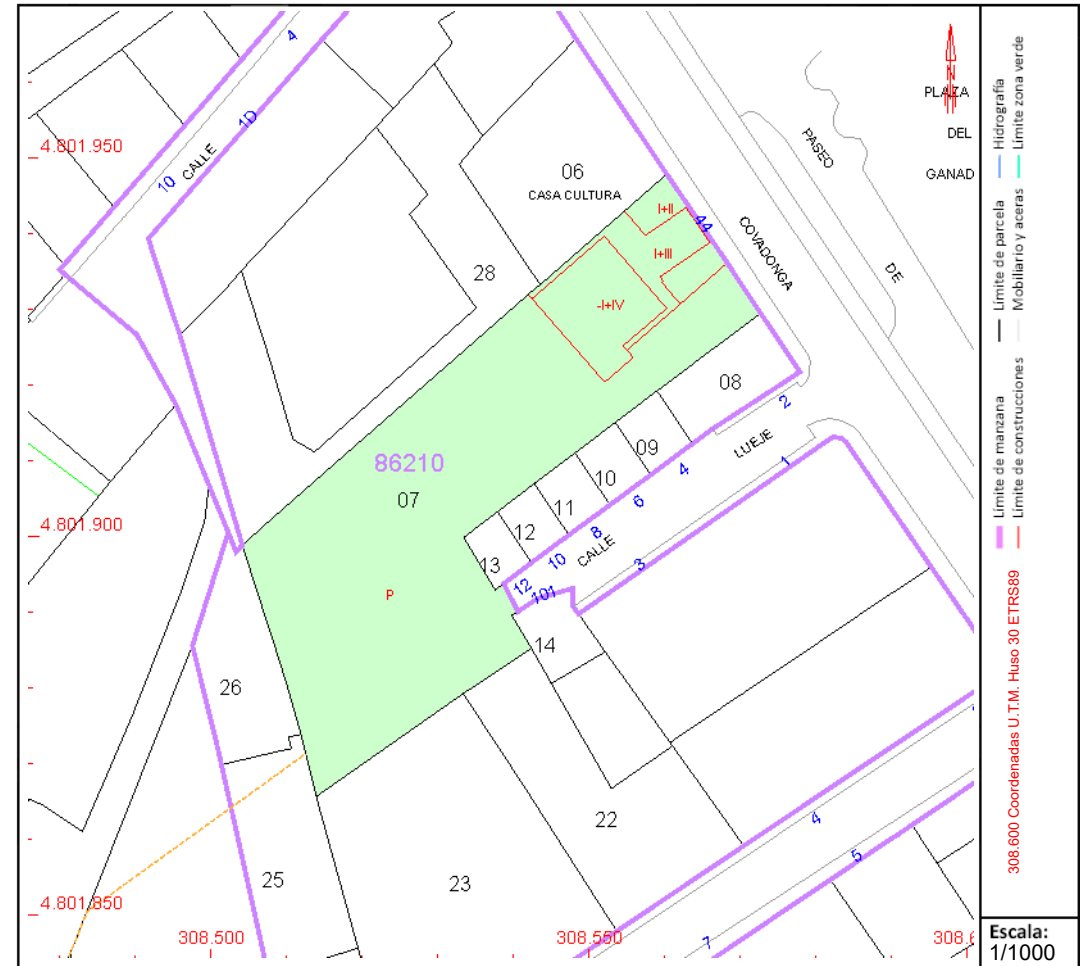 4
PLAZA
N
DEL
GANAD
4.801.950
1D
CALLE
10
PASEO
DE
06
CASA CULTURA
I+II
44
COVADONGA
I+III
28
-I+IV
08
2
LUEJE
09
4
1
86210
07
10
6
11
8
12
CALLE
10
3
4.801.900
13
12
101
P
14
26
22
4
5
25
23
7
4.801.850
308.500
308.550
308.6
Hidrografía
Límite zona verde
Límite de parcela
Mobiliario y aceras
Límite de manzana
Límite de construcciones
308.600 Coordenadas U.T.M. Huso 30 ETRS89
Escala:
1/1000